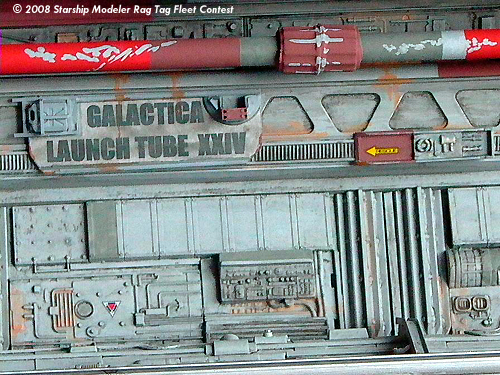 © 2008 Starship Modeler Rag Tag Fleet Contest
GALACTICA
LAUNCH TUBE XXIV